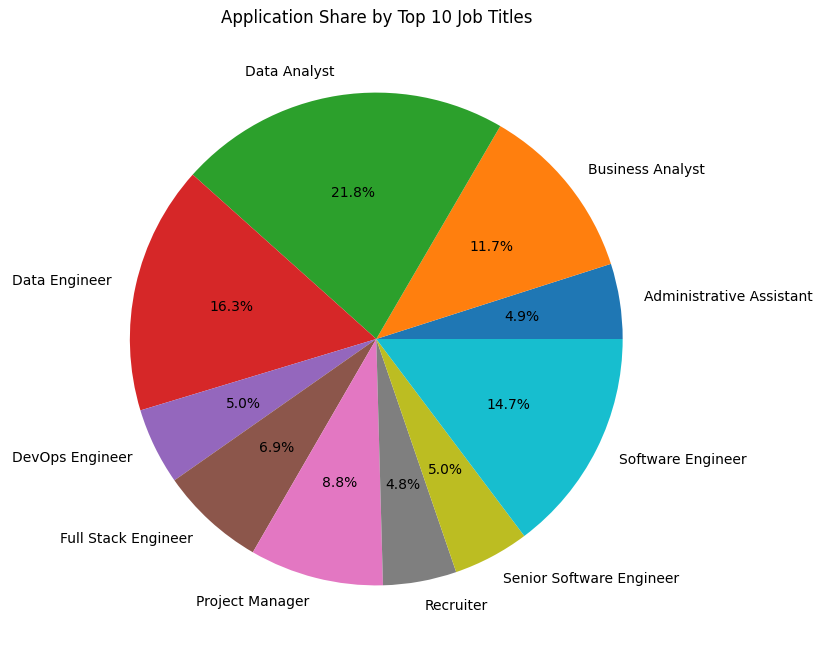 Application Share by Top 10 Job Titles
Data Analyst
21.8%
Business Analyst
11.7%
Administrative Assistant
4.9%
Data Engineer
16.3%
DevOps Engineer
5.0%
Full Stack Engineer
6.9%
Project Manager
8.8%
Recruiter
4.8%
Senior Software Engineer
5.0%
Software Engineer
14.7%